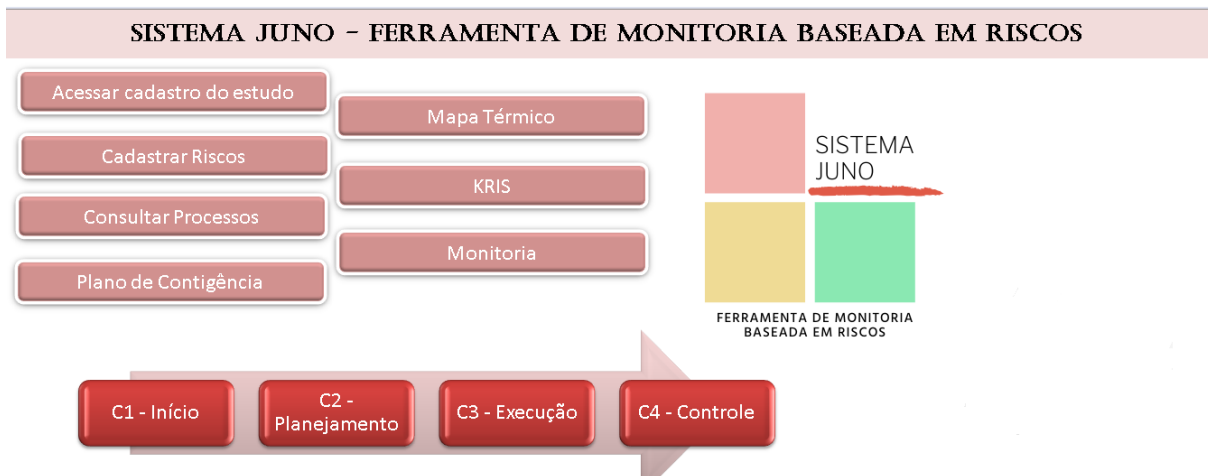 SISTEMA JUNO – FERRAMENTA DE MONITORIA BASEADA EM RISCOS
Acessar cadastro do estudo
Cadastrar Riscos
Consultar Processos
Plano de Contigência
Mapa Térmico
KRIS
Monitoria
SISTEMA
JUNO
FERRAMENTA DE MONITORIA
BASEADA EM RISCOS
C1 - Início
C2 -
Planejamento
C3 - Execução
C4 - Controle